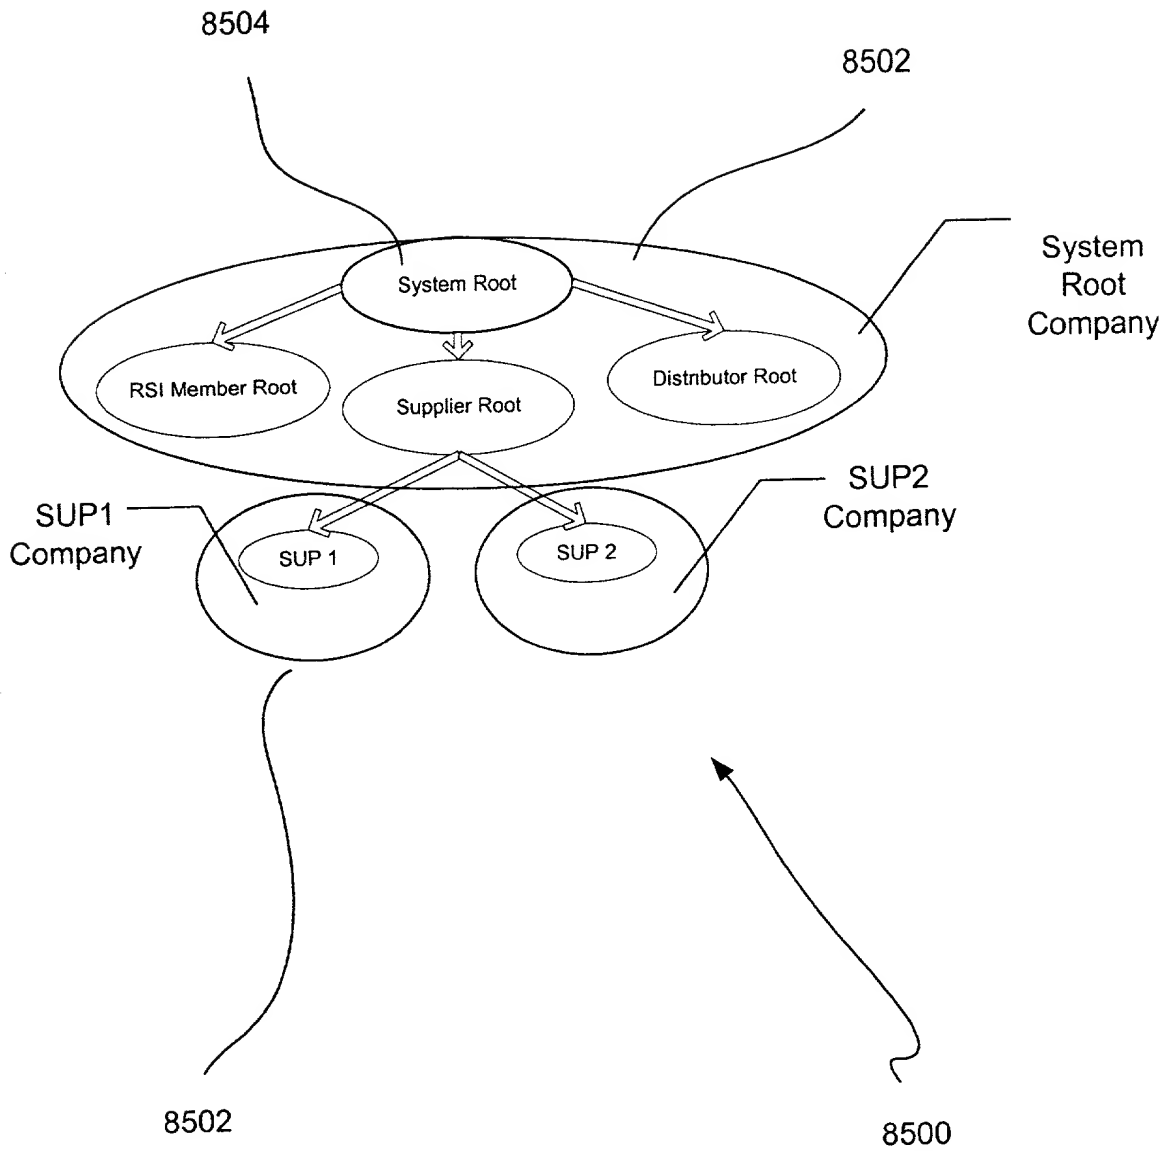 8504
8502
System
Root
Company
System Root
RSI Member Root
Supplier Root
Distributor Root
SUP1
Company
SUP2
Company
SUP 1
SUP 2
8502
8500